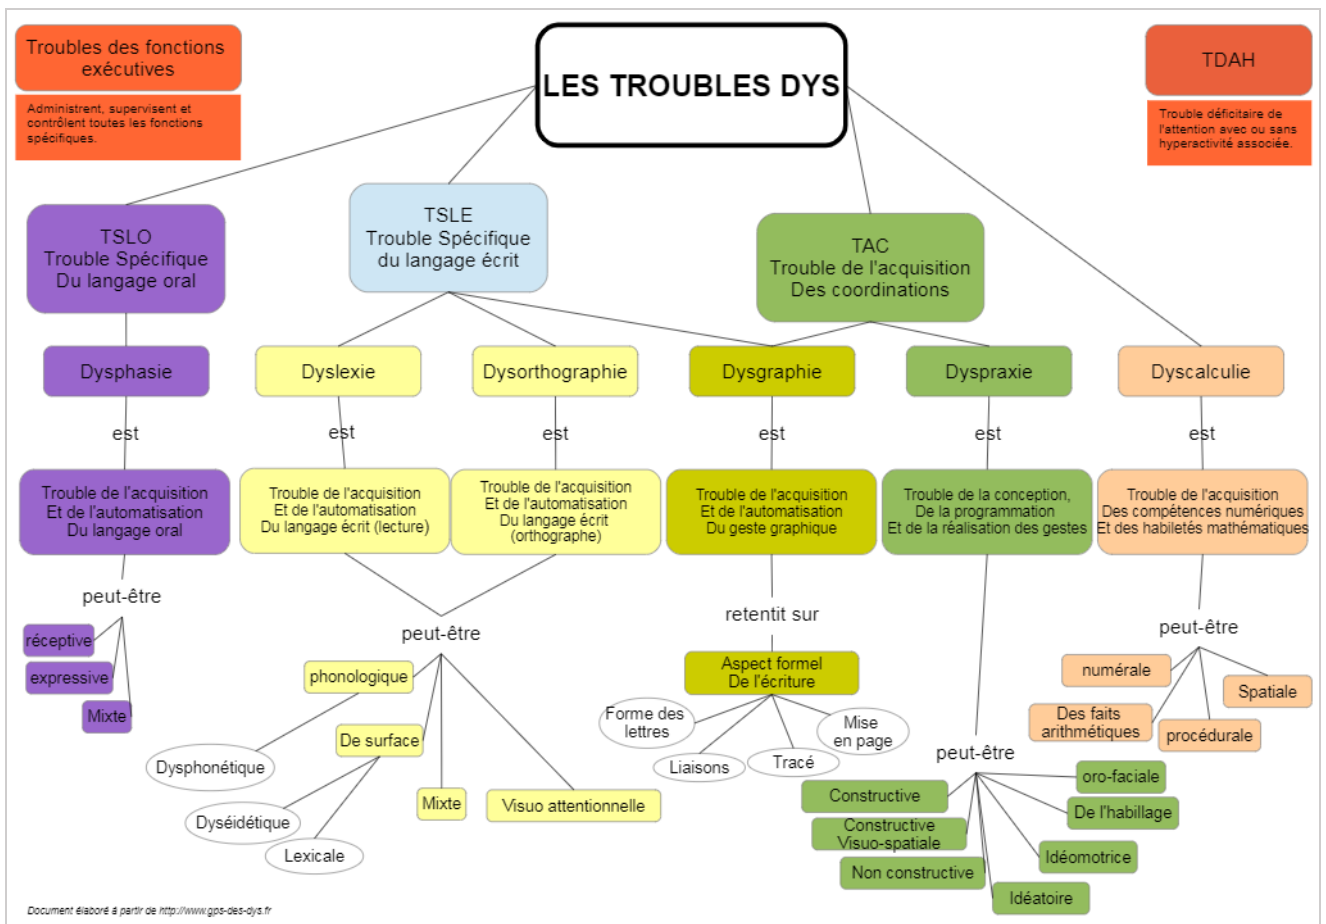 Troubles des fonctions
exécutives
Administrent, supervisent et
contrôlent toutes les fonctions
spécifiques.
LES TROUBLES DYS
TDAH
Trouble déficitaire de
l'attention avec ou sans
hyperactivité associée.
TSLO
Trouble Spécifique
Du langage oral
TSLE
Trouble Spécifique
du langage écrit
TAC
Trouble de l'acquisition
Des coordinations
Dysphasie
Dyslexie
Dysorthographie
Dysgraphie
Dyspraxie
Dyscalculie
est
est
est
est
est
est
Trouble de l'acquisition
Et de l'automatisation
Du langage oral
Trouble de l'acquisition
Et de l'automatisation
Du langage écrit (lecture)
Trouble de l'acquisition
Et de l'automatisation
Du langage écrit
(orthographe)
Trouble de l'acquisition
Et de l'automatisation
Du geste graphique
Trouble de la conception,
De la programmation
Et de la réalisation des gestes
Trouble de l'acquisition
Des compétences numériques
Et des habiletés mathématiques
peut-être
réceptive
expressive
Mixte
peut-être
phonologique
Dysphonétique
De surface
Dyséidétique
Lexicale
Mixte
Visuo attentionnelle
retentit sur
Aspect formel
De l'écriture
Forme des
lettres
Liaisons
Tracé
Mise
en page
peut-être
Constructive
Constructive
Visuo-spatiale
Non constructive
Idéatoire
Idéomotrice
De l'habillage
oro-faciale
peut-être
numérale
Des faits
arithmétiques
procédurale
Spatiale
Document élaboré à partir de http://www.gps-des-dys.fr